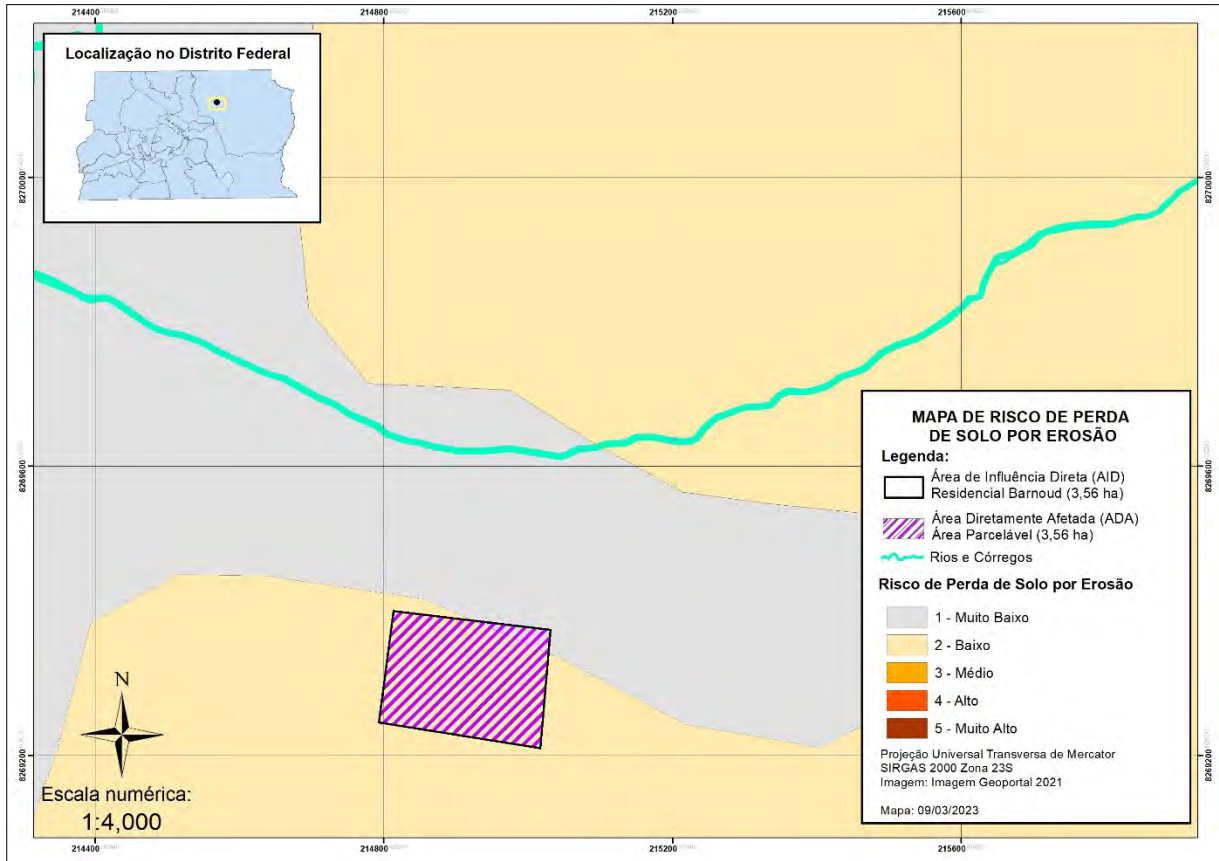 214400
214800
215200
215600
Localização no Distrito Federal
8270000
8270000
8269600
8269600
8269200
8269200
MAPA DE RISCO DE PERDA
DE SOLO POR EROSÃO
Legenda:
Área de Influência Direta (AID)
Residencial Barnoud (3,56 ha)
Área Diretamente Afetada (ADA)
Área Parcelável (3,56 ha)
Rios e Córregos
Risco de Perda de Solo por Erosão
1 - Muito Baixo
2 - Baixo
3 - Médio
4 - Alto
5 - Muito Alto
Projeção Universal Transversa de Mercator
SIRGAS 2000 Zona 23S
Imagem: Imagem Geoportal 2021
Mapa: 09/03/2023
N
Escala numérica:
1:4,000
214400
214800
215200
215600